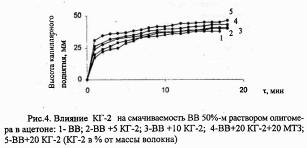 Высота капиллярного
поднятия, мм
60
40
20
0
0
5
10
15
20
τ, мин
5
4
3
2
1
Рис.4. Влияние КГ-2 на смачиваемость ВВ 50%-м раствором олигоме-
ра в ацетоне: 1- ВВ; 2-ВВ +5 КГ-2; 3-ВВ +10 КГ-2; 4-ВВ+20 КГ-2+20 МТЗ;
5-ВВ+20 КГ-2 (КГ-2 в % от массы волокна)